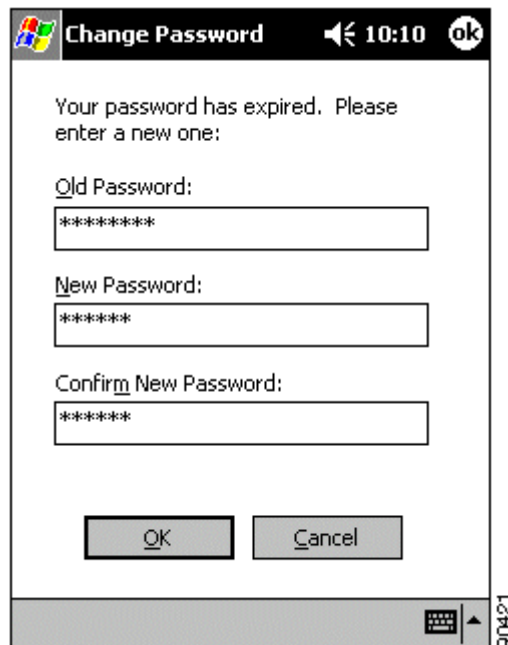 Change Password 10:10 ok
Your password has expired. Please
enter a new one:
Old Password:
********
New Password:
******
Confirm New Password:
******
OK Cancel
90421